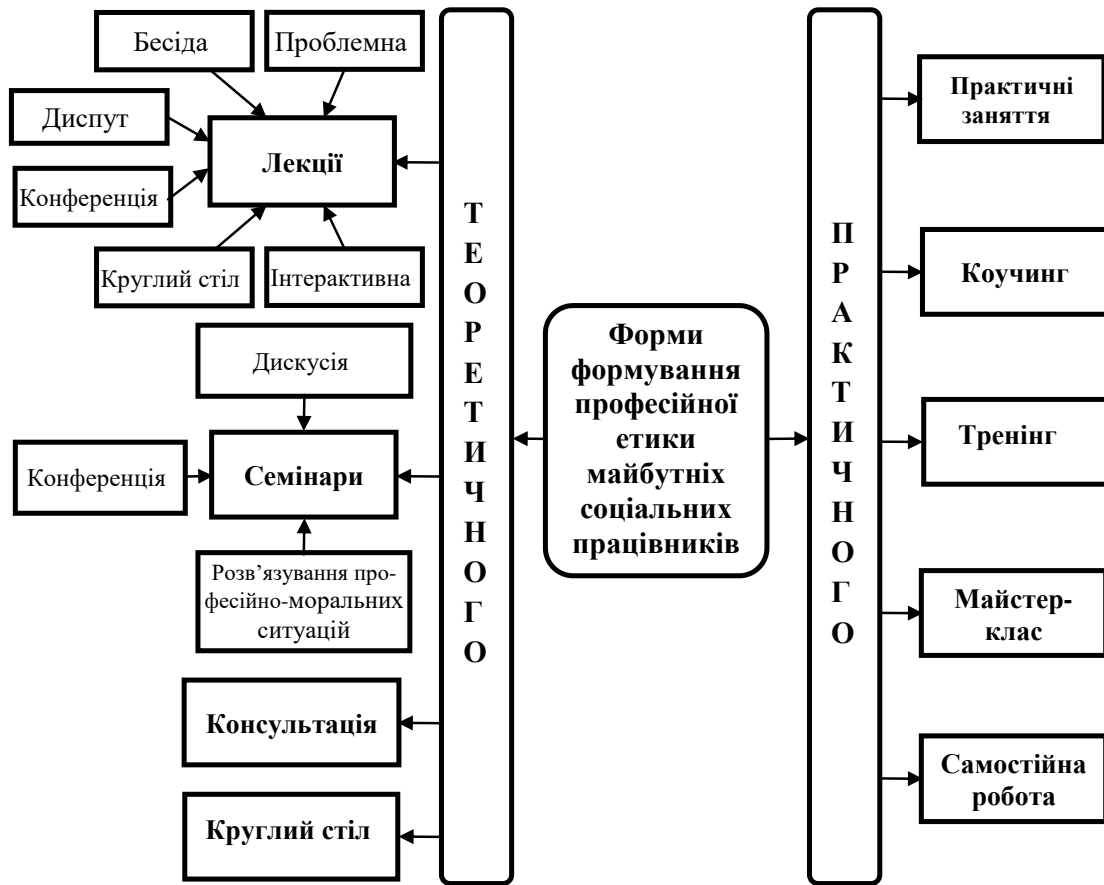 Бесіда
Проблемна
Диспут
Лекції
Конференція
Круглий стіл
Інтерактивна
Дискусія
Конференція
Семінари
Розв’язування про-
фесійно-моральних
ситуацій
Консультація
Круглий стіл
Т
Е
О
Р
Е
Т
И
Ч
Н
О
Г
О
Форми
формування
професійної
етики
майбутніх
соціальних
працівників
П
Р
А
К
Т
И
Ч
Н
О
Г
О
Практичні
заняття
Коучинг
Тренінг
Майстер-
клас
Самостійна
робота